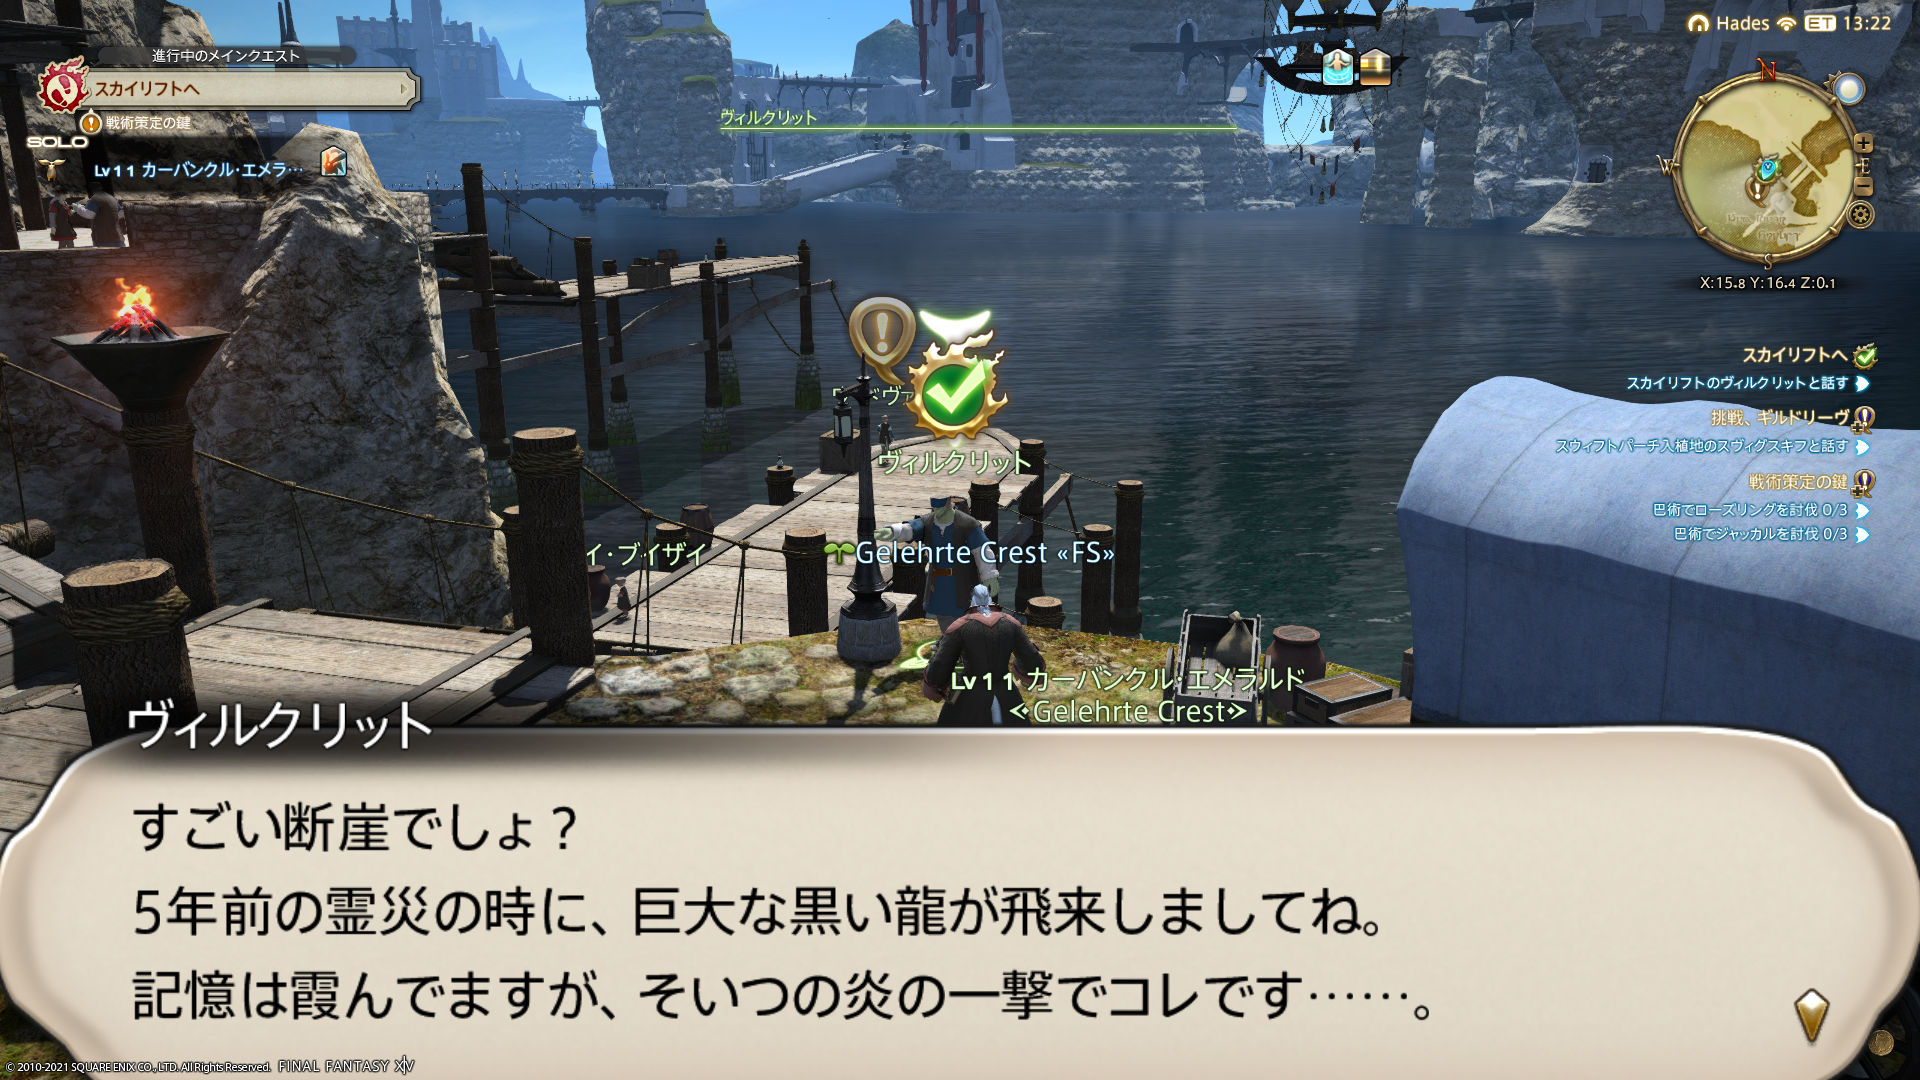 進行中のメインクエスト
スカイリフトへ
戦術策定の鍵
SOLO
Lv11 カーバンクル・エメラ…
ヴィルクリット
Hades ET 13:22
N
W
E
S
X:15.8 Y:16.4 Z:0.1
スカイリフトへ
スカイリフトのヴィルクリットと話す
挑戦、ギルドリーヴ
スウィフトパーチ入植地のスヴィグスキフと話す
戦術策定の鍵
巴術でローズリングを討伐 0/3
巴術でジャッカルを討伐 0/3
ヴィルクリット
イ・ブイザイ
Gelehrte Crest «FS»
Lv11 カーバンクル・エメラルド
<Gelehrte Crest>
ヴィルクリット
すごい断崖でしょ？
5年前の霊災の時に、巨大な黒い龍が飛来しましてね。
記憶は霞んでますが、そいつの炎の一撃でコレです……。
© 2010-2021 SQUARE ENIX CO., LTD. All Rights Reserved. FINAL FANTASY XIV